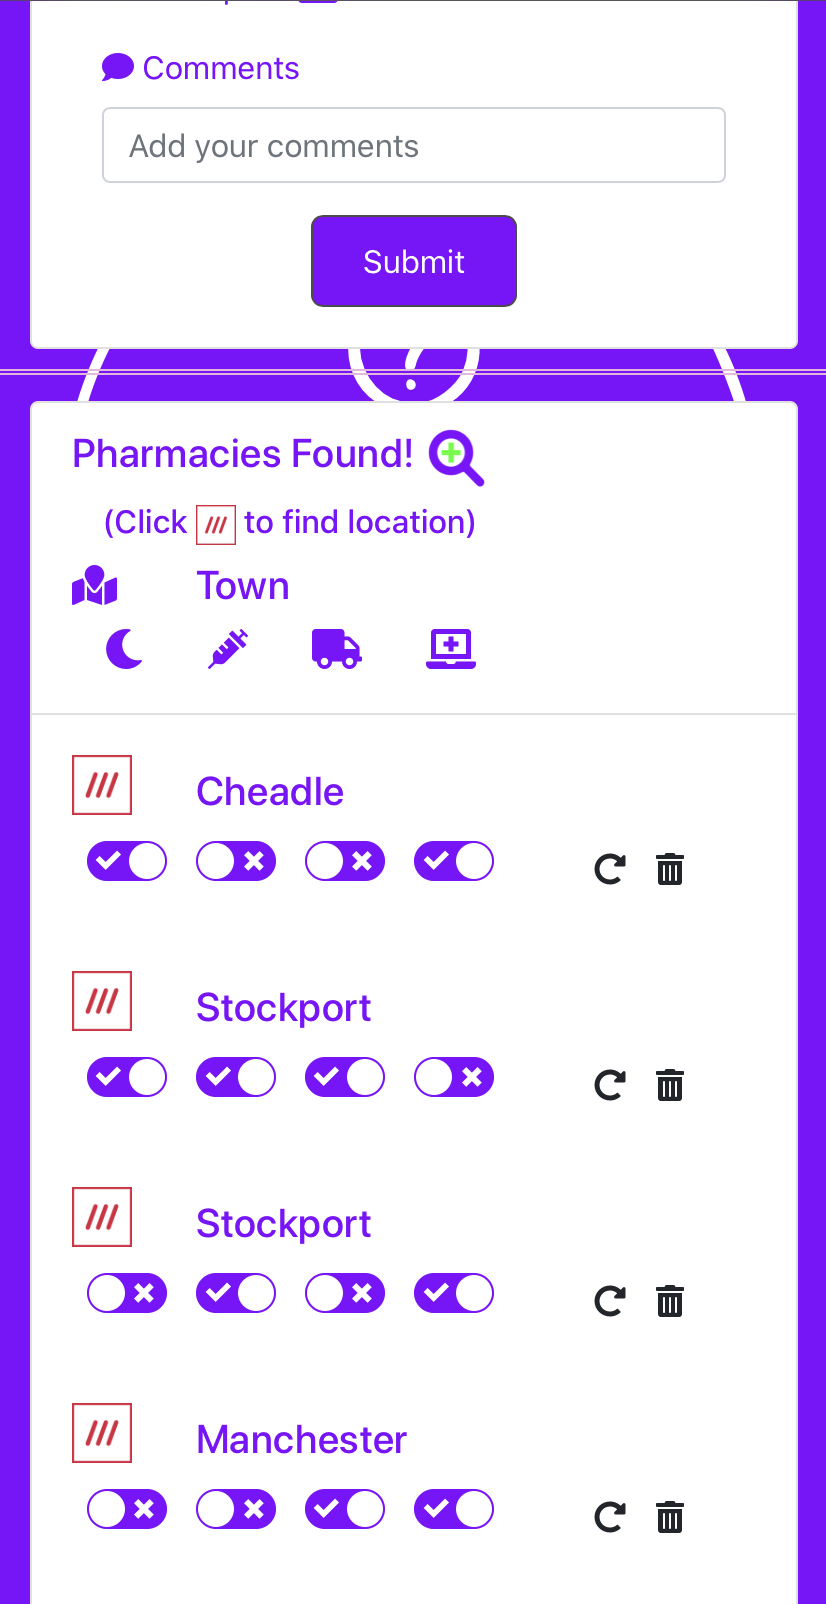 Comments
Add your comments
Submit
Pharmacies Found!
(Click /// to find location)
Town
Cheadle
Stockport
Stockport
Manchester